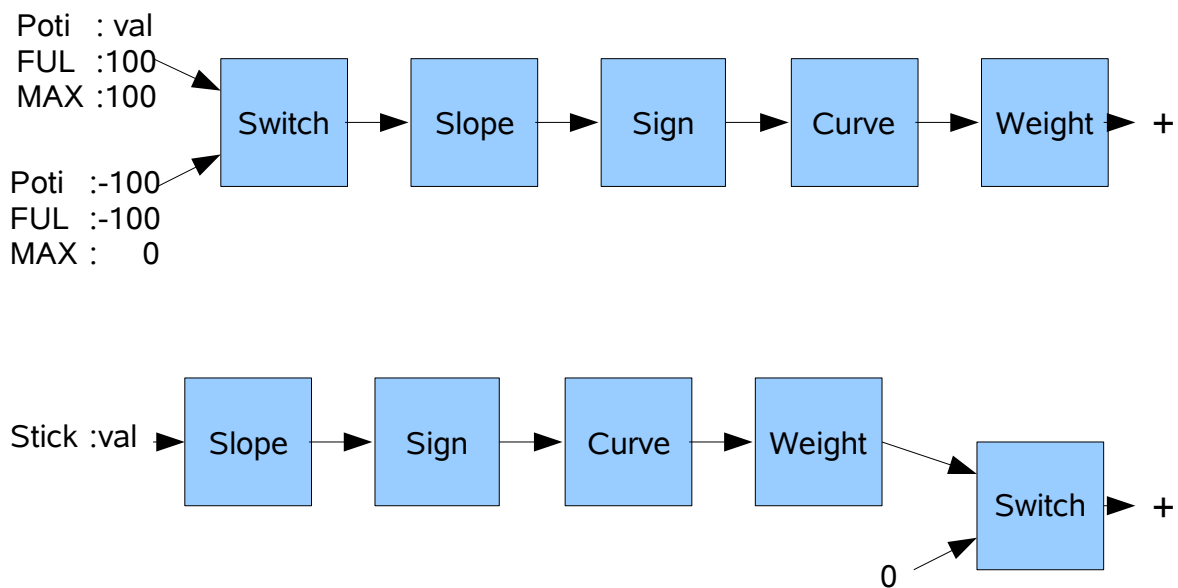 Poti : val
FUL :100
MAX :100
Switch Slope Sign Curve Weight +
Poti :-100
FUL :-100
MAX : 0
Stick :val Slope Sign Curve Weight
Switch +
0